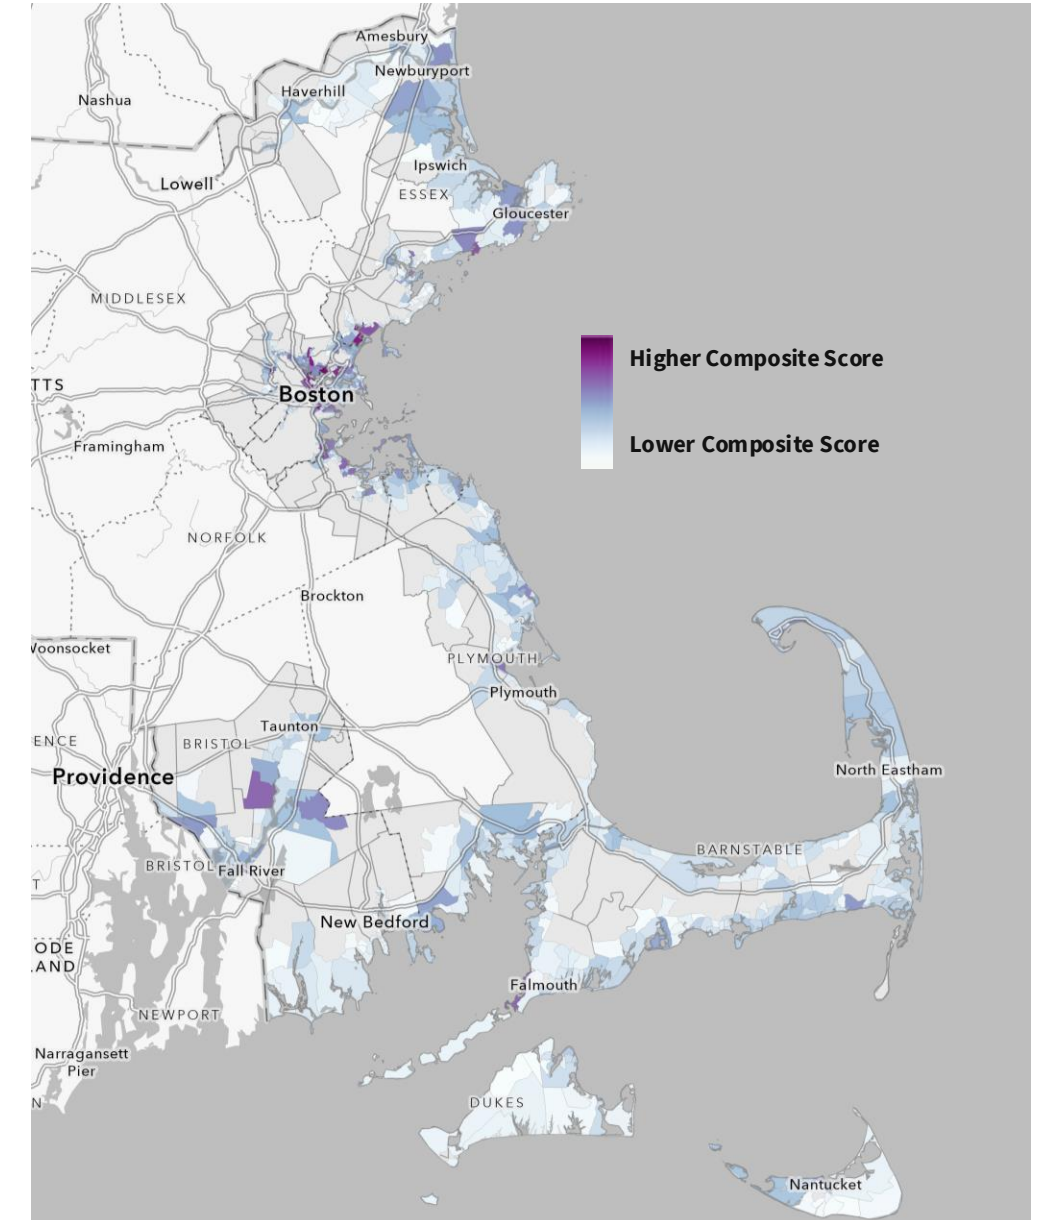 Amesbury
Newburyport
Haverhill
Nashua
Ipswich
Lowell
ESSEX
Gloucester
MIDDLESEX
Higher Composite Score
TTS
Boston
Lower Composite Score
Framingham
NORFOLK
Brockton
Woonsocket
PLYMOUTH
Plymouth
Taunton
ENCE
BRISTOL
North Eastham
Providence
BARNSTABLE
BRISTOL
Fall River
T
New Bedford
ODE
LAND
Falmouth
NEWPORT
Narragansett
Pier
N
DUKES
Nantucket